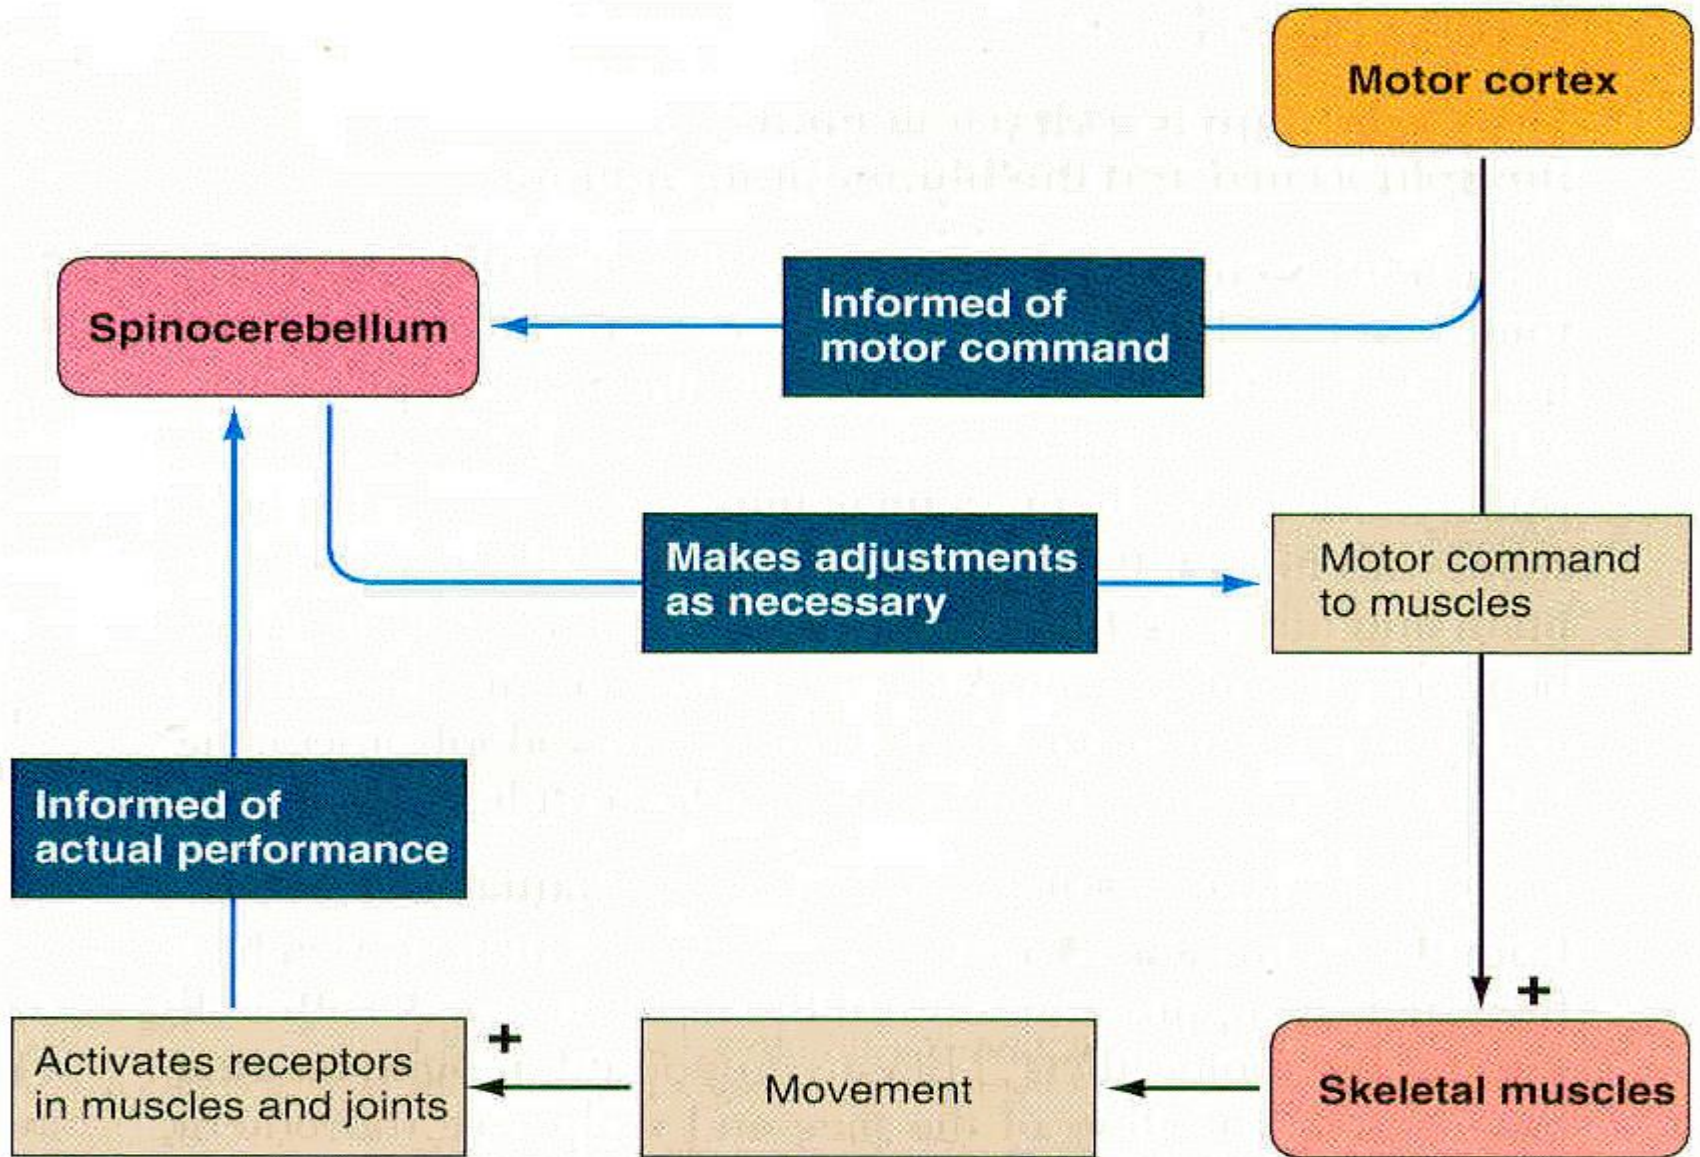 Motor cortex
Informed of
motor command
Spinocerebellum
Makes adjustments
as necessary
Motor command
to muscles
Informed of
actual performance
+
+
Activates receptors
in muscles and joints
Movement
Skeletal muscles